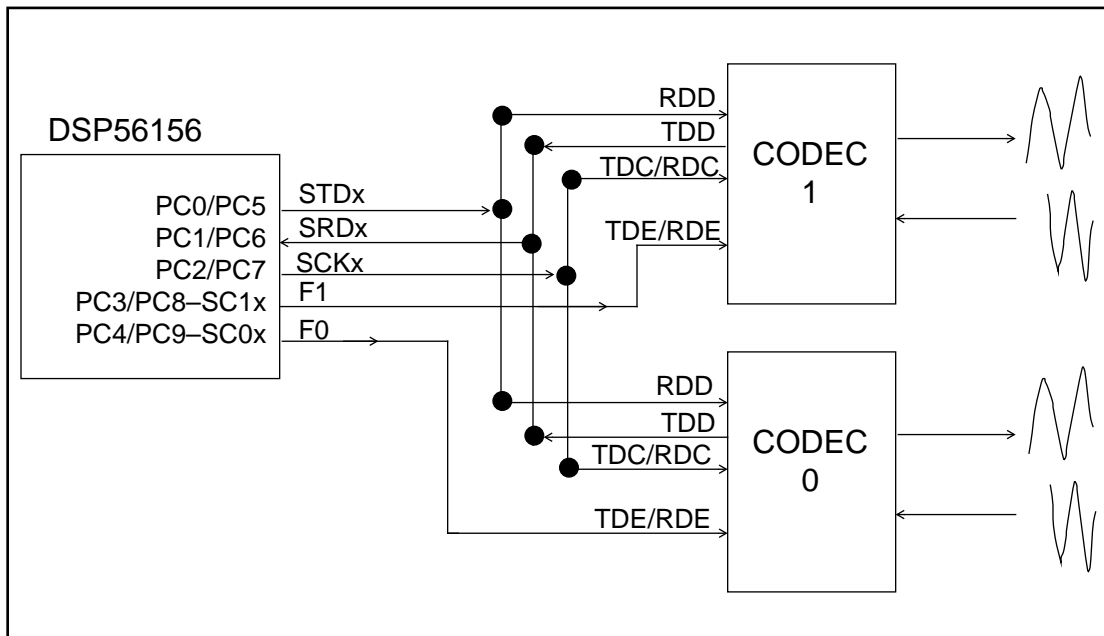 DSP56156
PC0/PC5
PC1/PC6
PC2/PC7
PC3/PC8–SC1x
PC4/PC9–SC0x
STDx
SRDx
SCKx
F1
F0
RDD
TDD
TDC/RDC
TDE/RDE
CODEC
1
RDD
TDD
TDC/RDC
TDE/RDE
CODEC
0